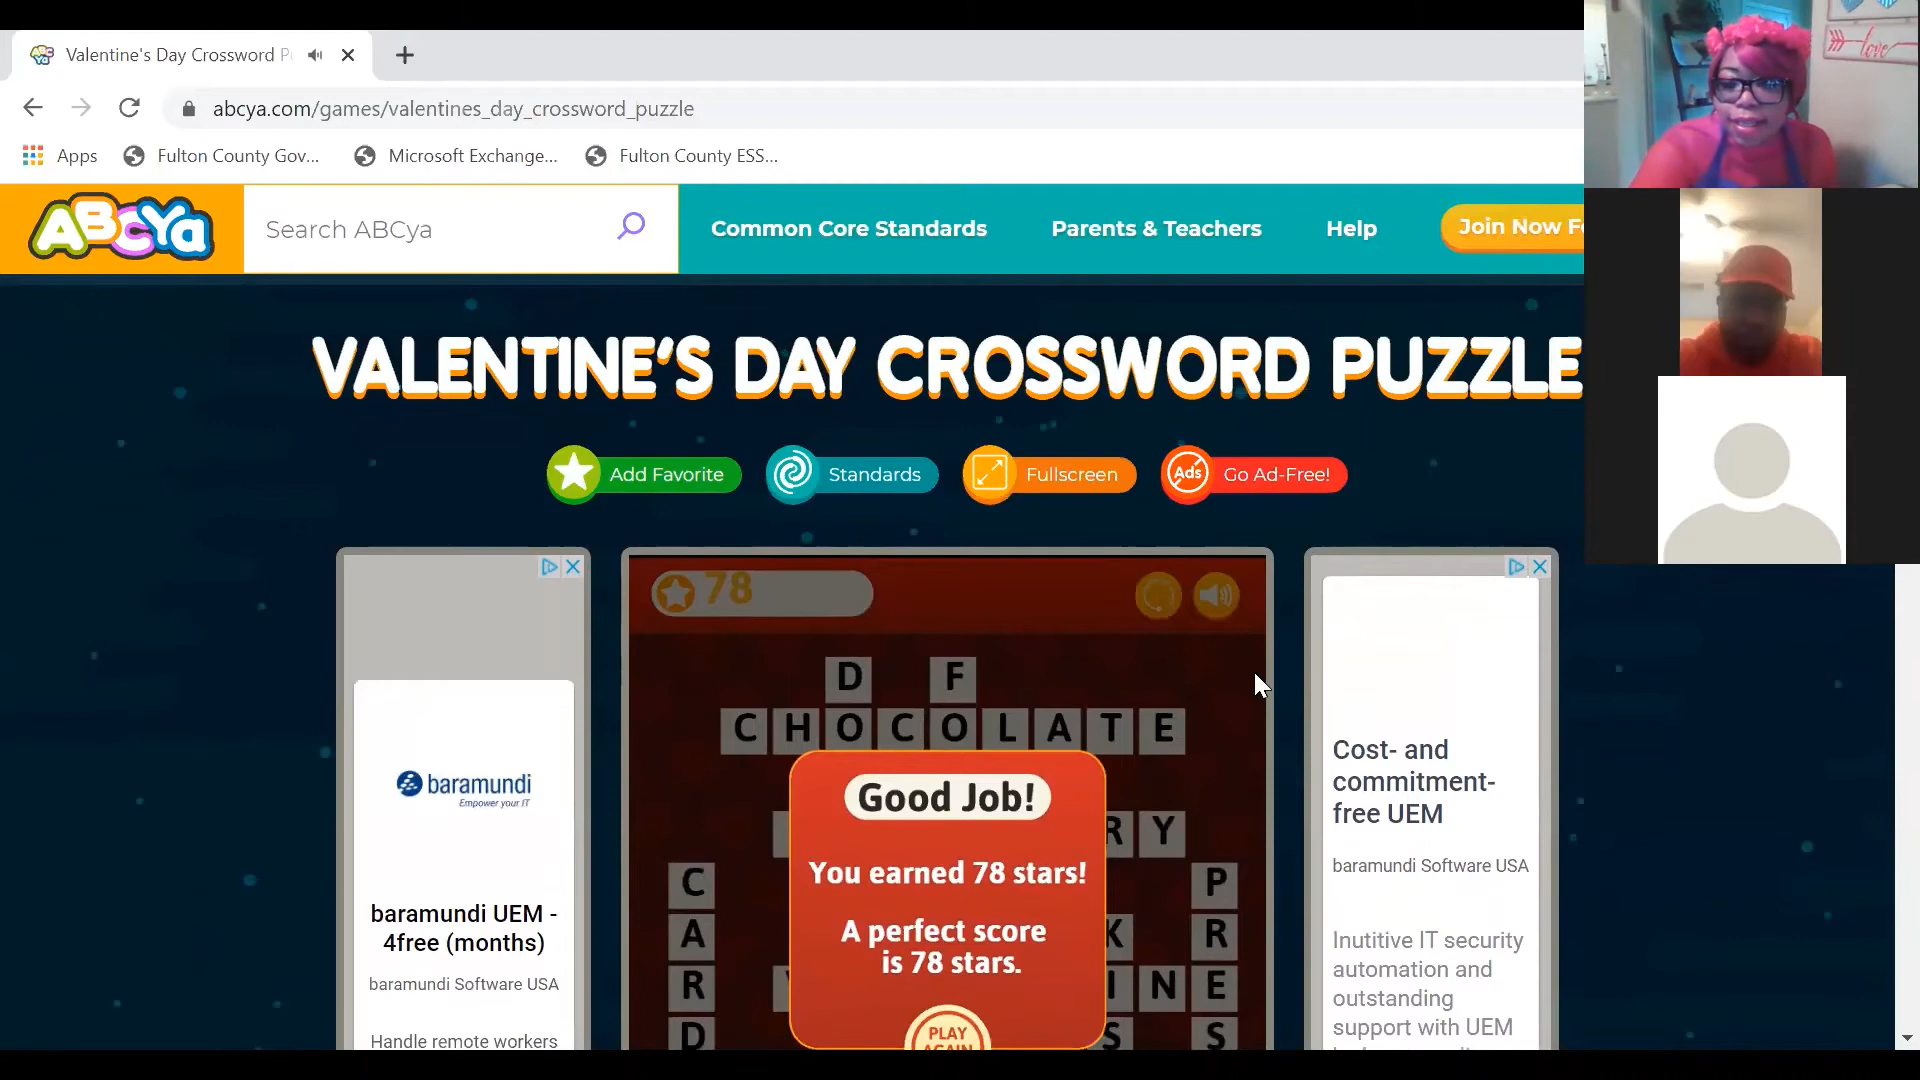 Valentine's Day Crossword P
abcya.com/games/valentines_day_crossword_puzzle
Apps
Fulton County Gov...
Microsoft Exchange...
Fulton County ESS...
ABCYa
Search ABCya
Common Core Standards
Parents & Teachers
Help
Join Now F
love
VALENTINE'S DAY CROSSWORD PUZZLE
Add Favorite
Standards
Fullscreen
Ads
Go Ad-Free!
78
D F
CHOCOLATE
RY
C P
A K R
R INE
D S S
Good Job!
You earned 78 stars!
A perfect score
is 78 stars.
PLAY
AGAIN
baramundi
Empower your IT
baramundi UEM -
4free (months)
baramundi Software USA
Handle remote workers
Cost- and
commitment-
free UEM
baramundi Software USA
Inutitive IT security
automation and
outstanding
support with UEM